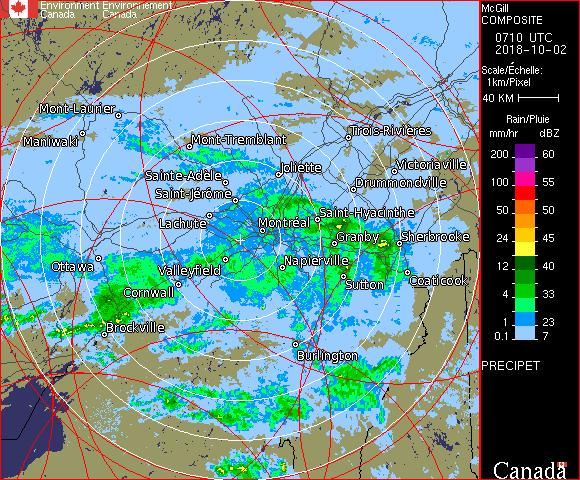 Environment Environnement
Canada Canada
McGill
COMPOSITE
0710 UTC
2018-10-02
Scale/Échelle:
1km/Pixel
40 KM
Rain/Pluie
mm/hr dBZ
200 60
100 55
50 50
24 45
12 40
4 33
1 23
0.1 7
PRECIPET
Canada
Mont-Laurier
Maniwaki
Mont-Tremblant
Trois-Rivières
Sainte-Adèle
Joliette
Victoriaville
Saint-Jérôme
Drummondville
Lachute
Montréal
Saint-Hyacinthe
Granby
Sherbrooke
Ottawa
Valleyfield
Napierville
Cornwall
Sutton
Coaticook
Brockville
Burlington